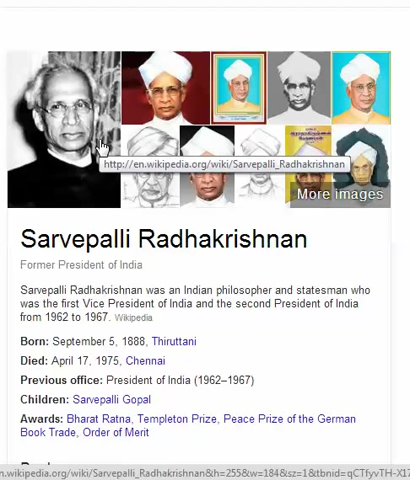 http://en.wikipedia.org/wiki/Sarvepalli_Radhakrishnan
More images
Sarvepalli Radhakrishnan
Former President of India
Sarvepalli Radhakrishnan was an Indian philosopher and statesman who
was the first Vice President of India and the second President of India
from 1962 to 1967. Wikipedia
Born: September 5, 1888, Thiruttani
Died: April 17, 1975, Chennai
Previous office: President of India (1962–1967)
Children: Sarvepalli Gopal
Awards: Bharat Ratna, Templeton Prize, Peace Prize of the German
Book Trade, Order of Merit